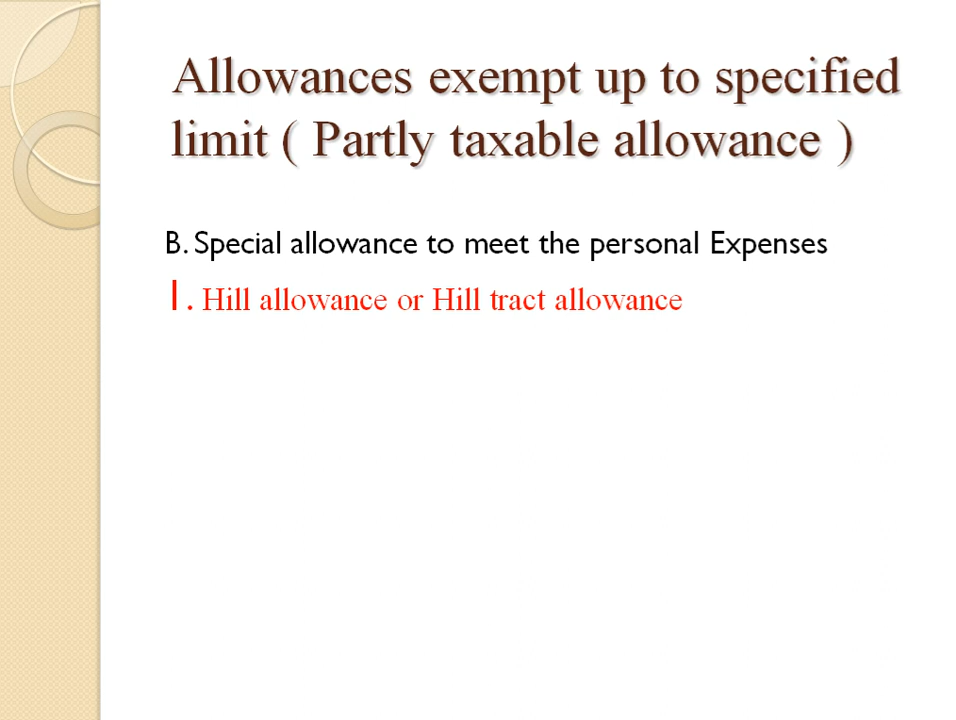 Allowances exempt up to specified
limit ( Partly taxable allowance )
B. Special allowance to meet the personal Expenses
1. Hill allowance or Hill tract allowance